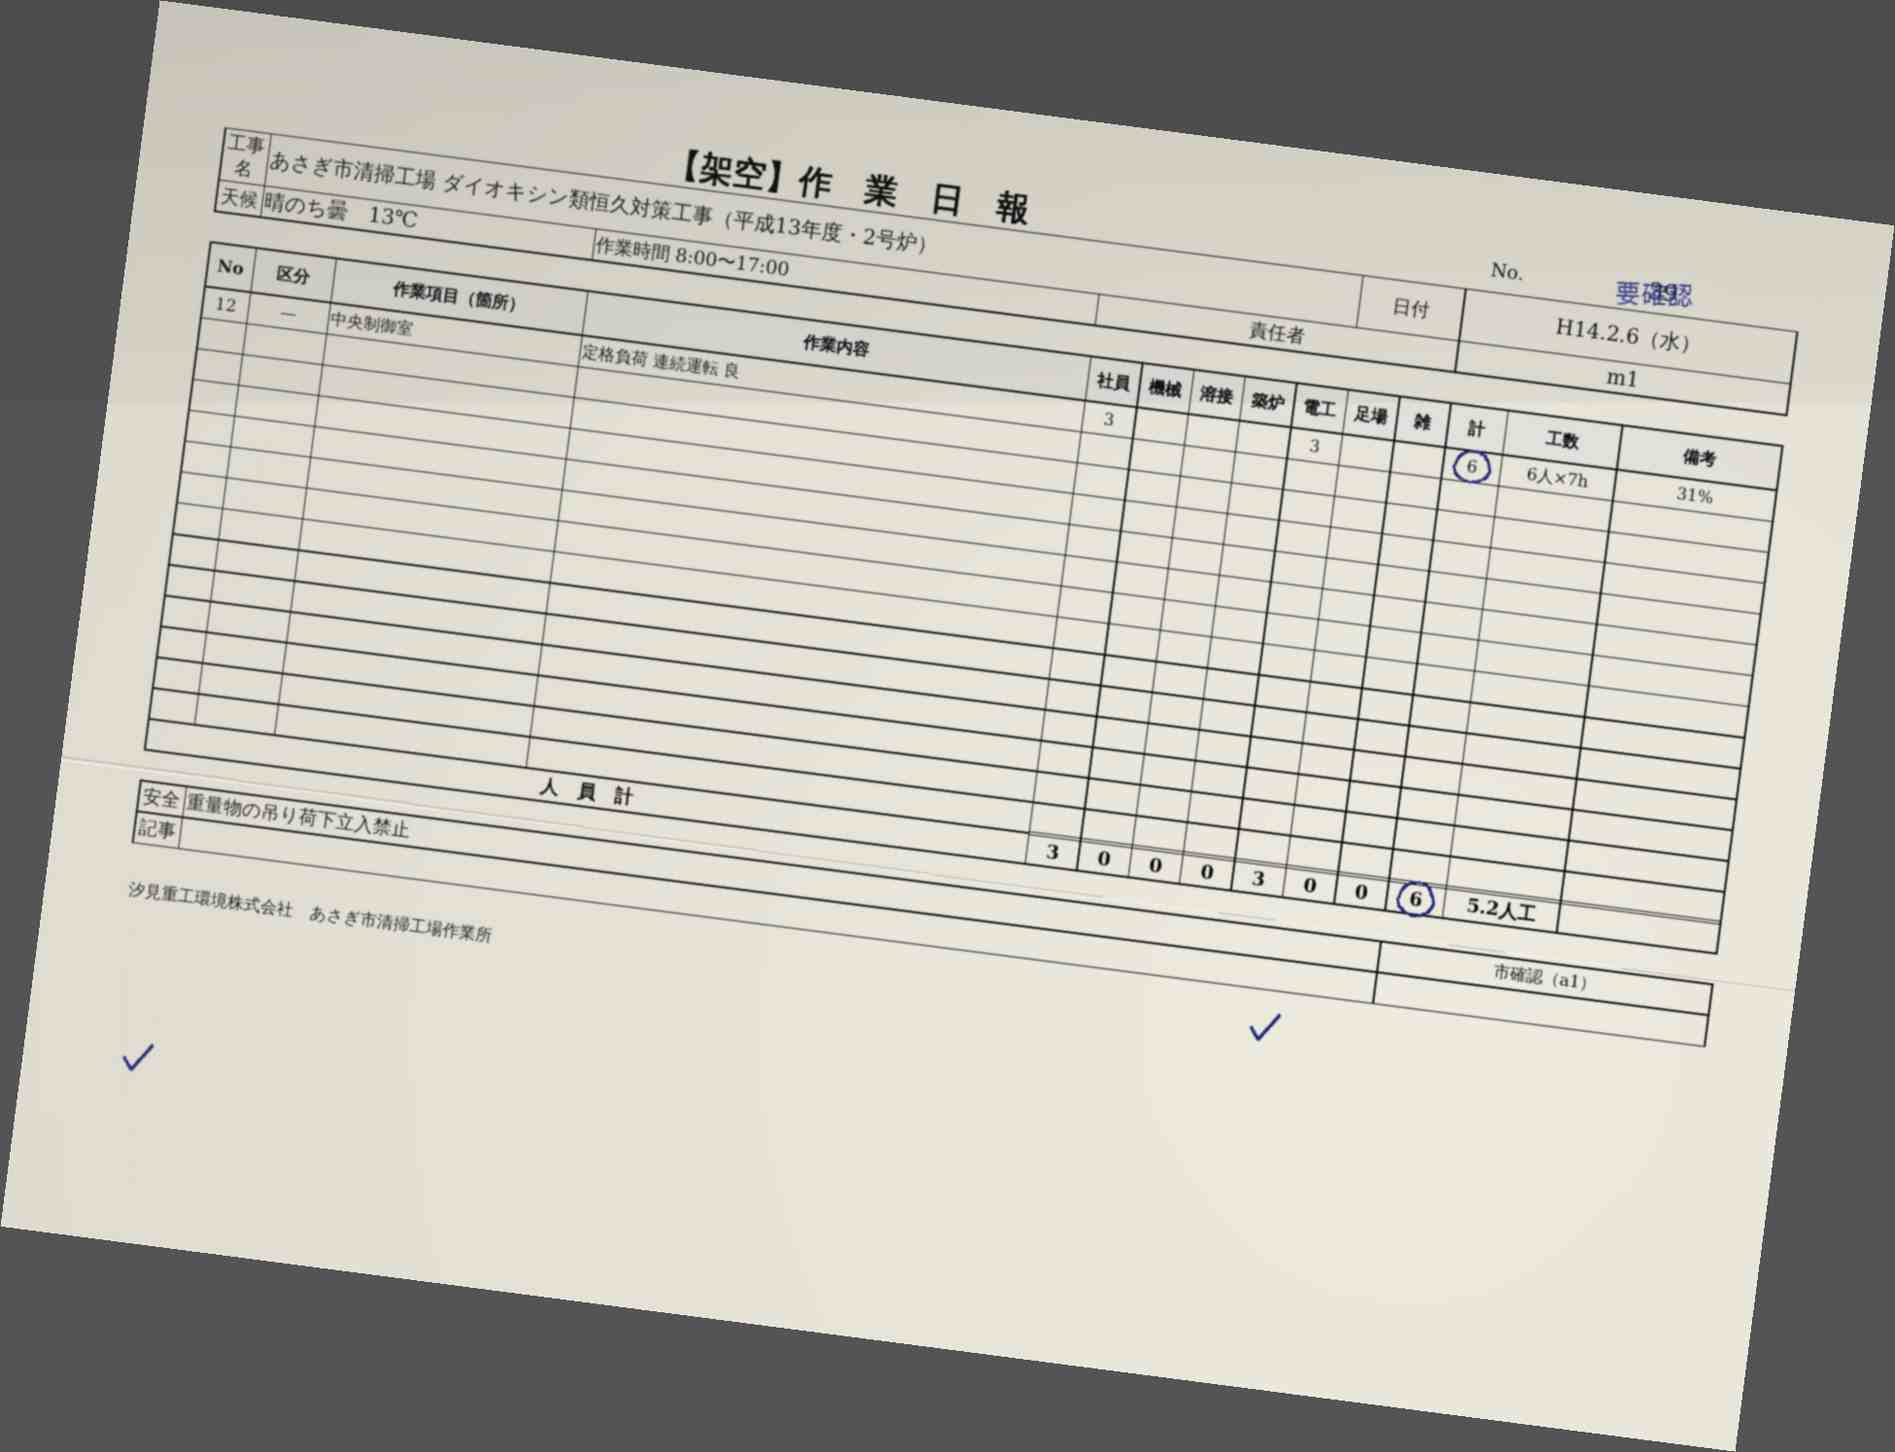 【架空】作 業 日 報
No.
要確認
工事名 あさぎ市清掃工場 ダイオキシン類恒久対策工事（平成13年度・2号炉） 日付 H14.2.6（水）
天候 晴のち曇 13℃ 作業時間 8:00〜17:00 責任者 m1
No 区分 作業項目（箇所） 作業内容 社員 機械 溶接 築炉 電工 足場 雑 計 工数 備考
12 — 中央制御室 定格負荷 連続運転 良 3 3 6 6人×7h 31%
人 員 計 3 0 0 0 3 0 0 6 5.2人工
安全 重量物の吊り荷下立入禁止 市確認（a1）
記事
汐見重工環境株式会社 あさぎ市清掃工場作業所